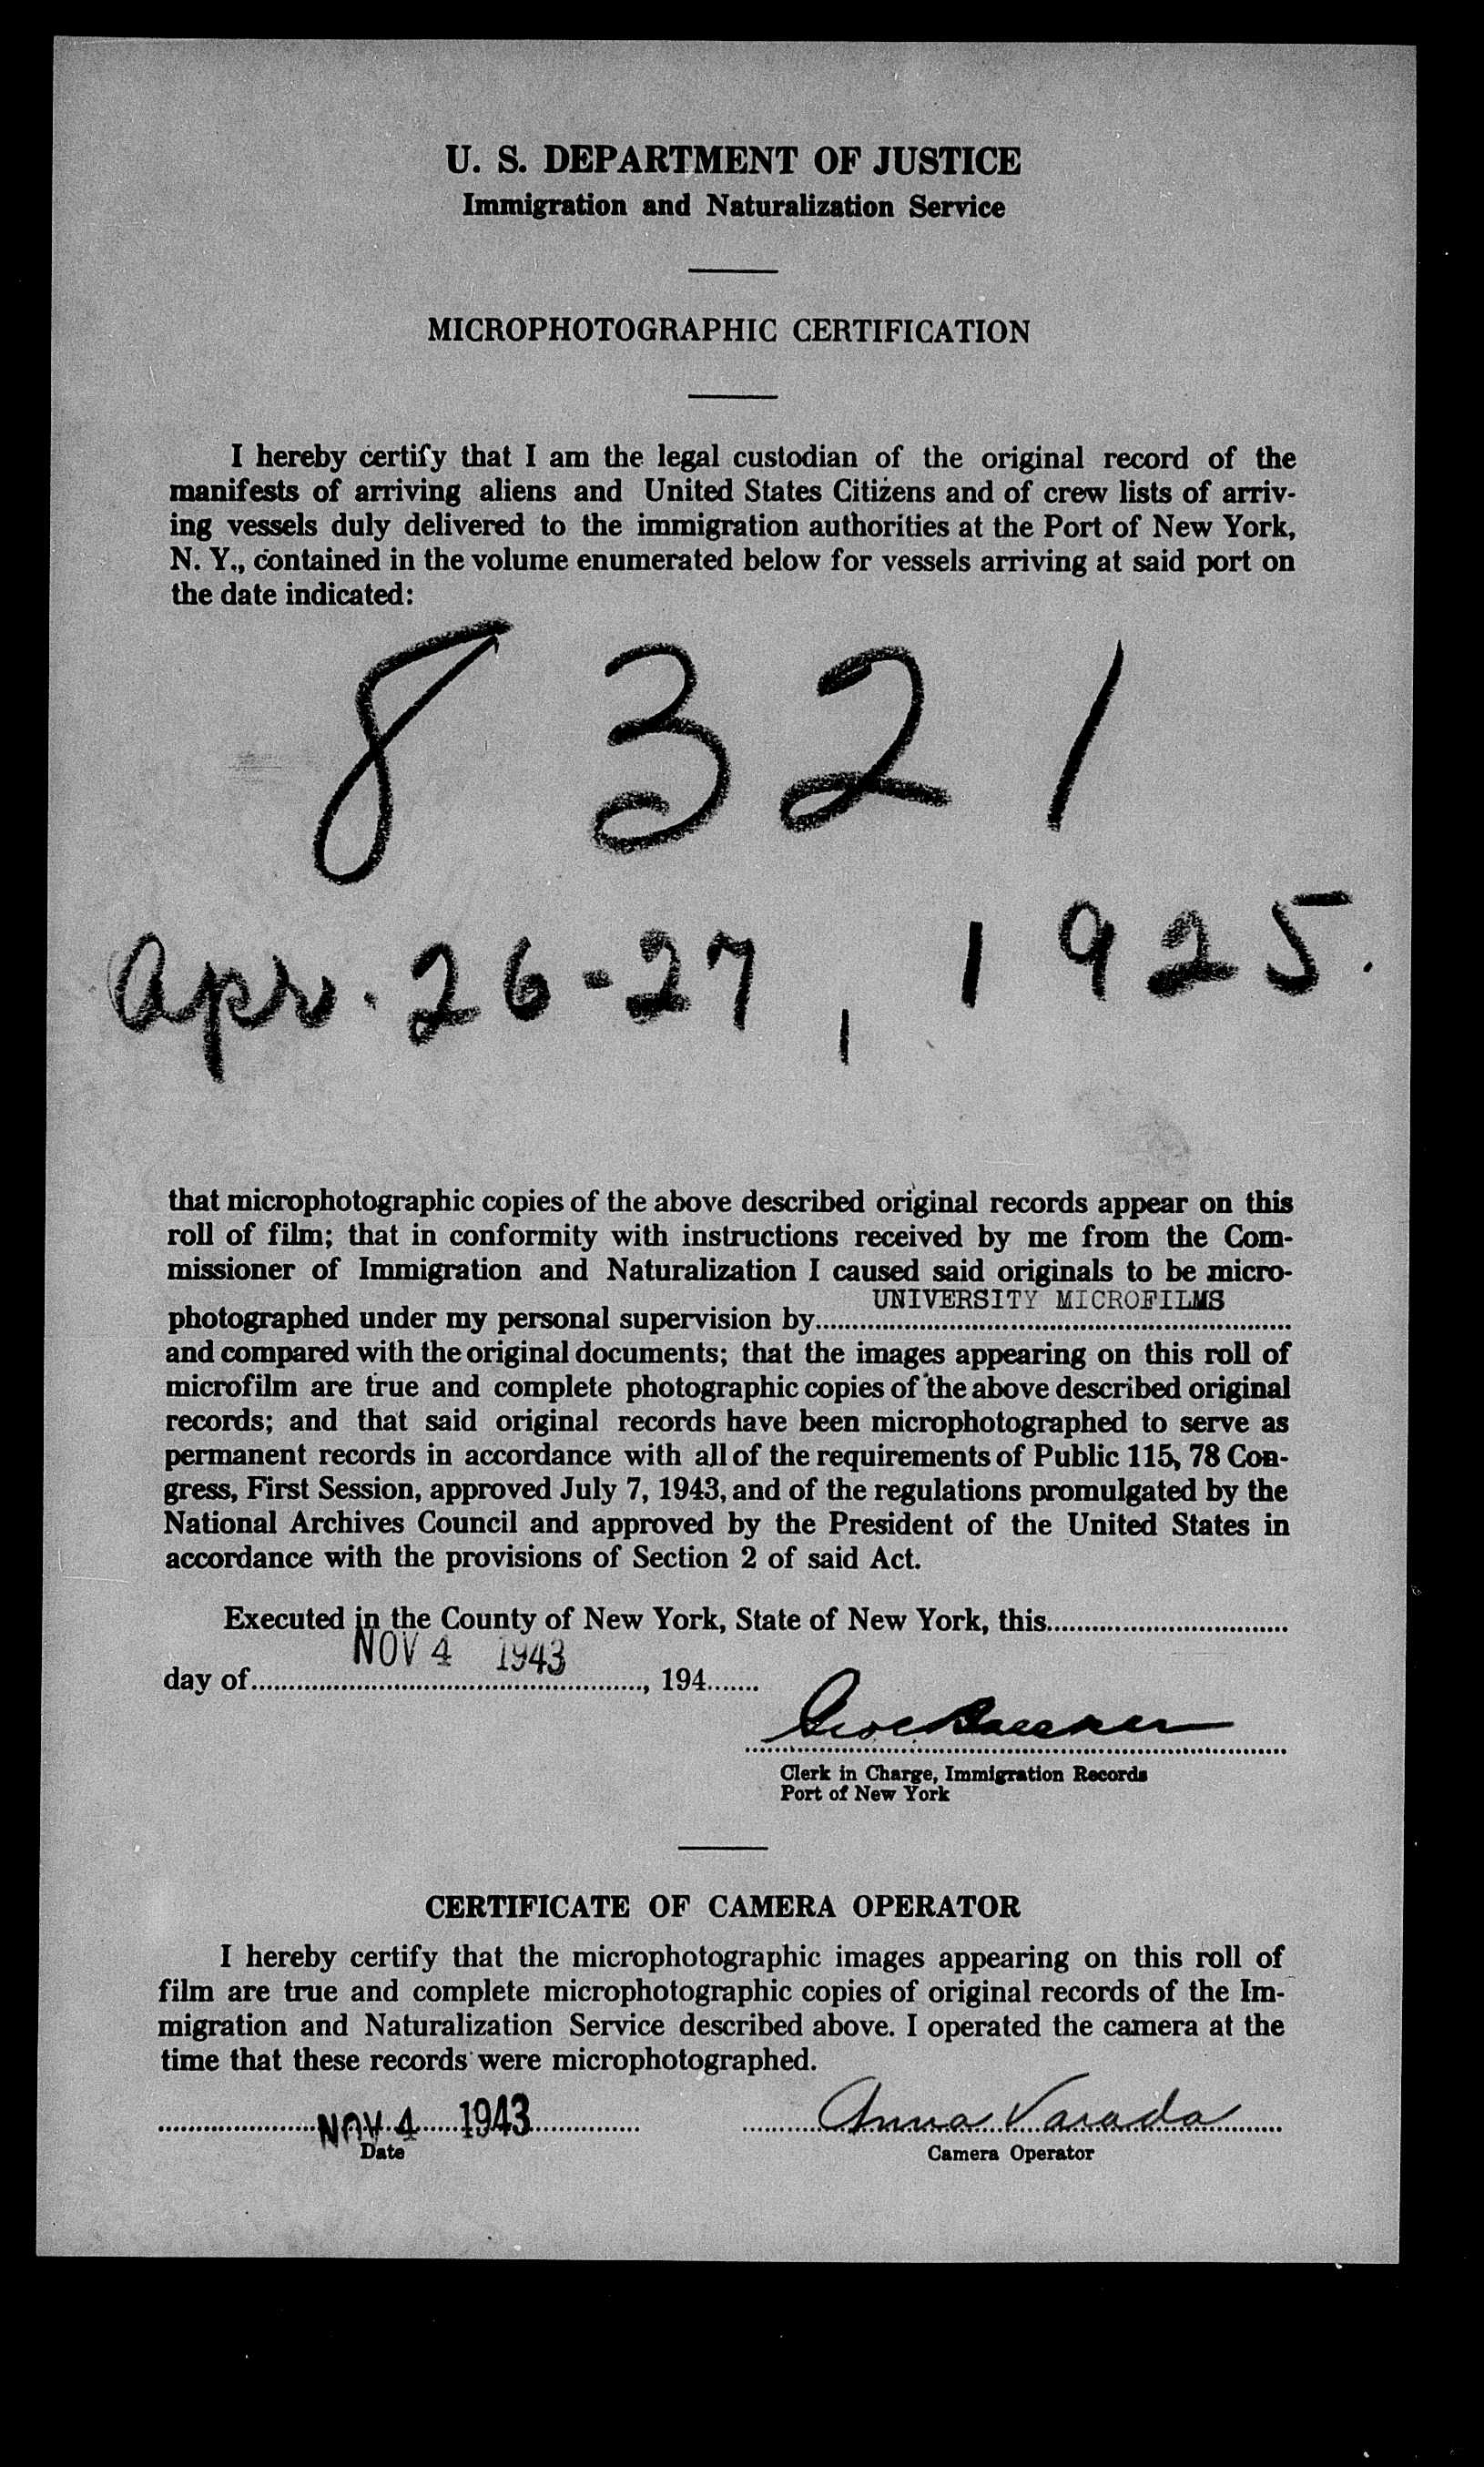 U. S. DEPARTMENT OF JUSTICE
Immigration and Naturalization Service
MICROPHOTOGRAPHIC CERTIFICATION
I hereby certify that I am the legal custodian of the original record of the
manifests of arriving aliens and United States Citizens and of crew lists of arriv-
ing vessels duly delivered to the immigration authorities at the Port of New York,
N. Y., contained in the volume enumerated below for vessels arriving at said port on
the date indicated:
8321
Apr. 26-27, 1925.
that microphotographic copies of the above described original records appear on this
roll of film; that in conformity with instructions received by me from the Com-
missioner of Immigration and Naturalization I caused said originals to be micro-
UNIVERSITY MICROFILMS
photographed under my personal supervision by
and compared with the original documents; that the images appearing on this roll of
microfilm are true and complete photographic copies of the above described original
records; and that said original records have been microphotographed to serve as
permanent records in accordance with all of the requirements of Public 115, 78 Con-
gress, First Session, approved July 7, 1943, and of the regulations promulgated by the
National Archives Council and approved by the President of the United States in
accordance with the provisions of Section 2 of said Act.
Executed in the County of New York, State of New York, this
NOV 4 1943
day of , 194
Clerk in Charge, Immigration Records
Port of New York
CERTIFICATE OF CAMERA OPERATOR
I hereby certify that the microphotographic images appearing on this roll of
film are true and complete microphotographic copies of original records of the Im-
migration and Naturalization Service described above. I operated the camera at the
time that these records were microphotographed.
NOV 4 1943 Anna Varada
Date Camera Operator